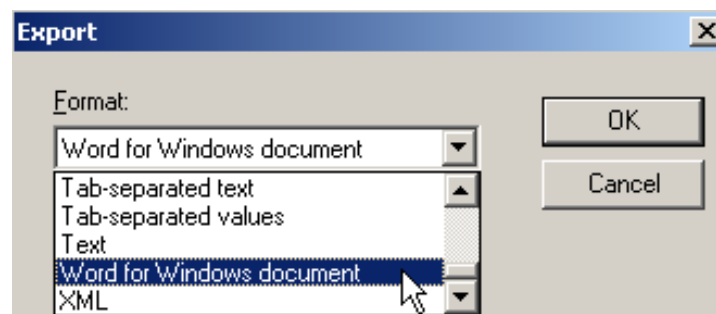 Export
Format:
Word for Windows document
OK
Cancel
Tab-separated text
Tab-separated values
Text
Word for Windows document
XML